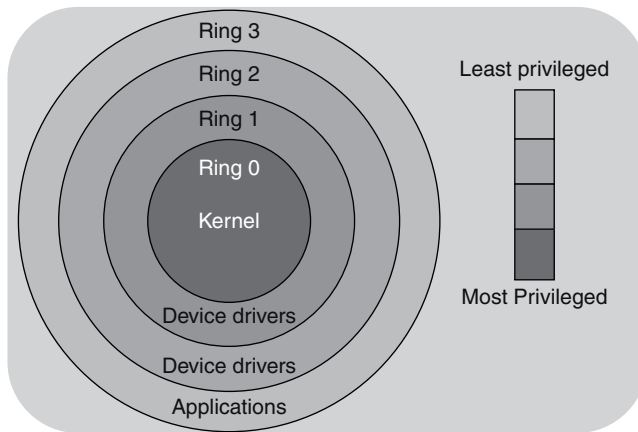 Ring 3
Ring 2
Ring 1
Ring 0
Kernel
Device drivers
Device drivers
Applications
Least privileged
Most Privileged